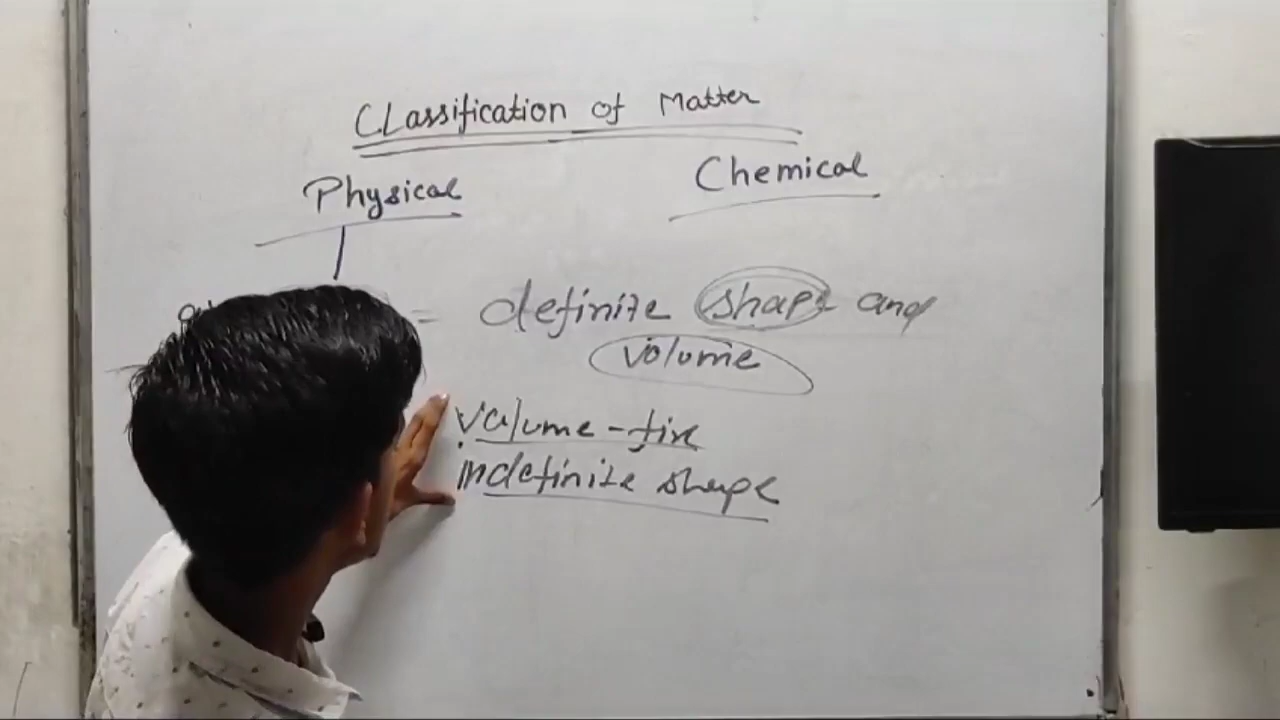 Classification of Matter
Physical
Chemical
= definite shape and
volume
Volume - fix
indefinite shape